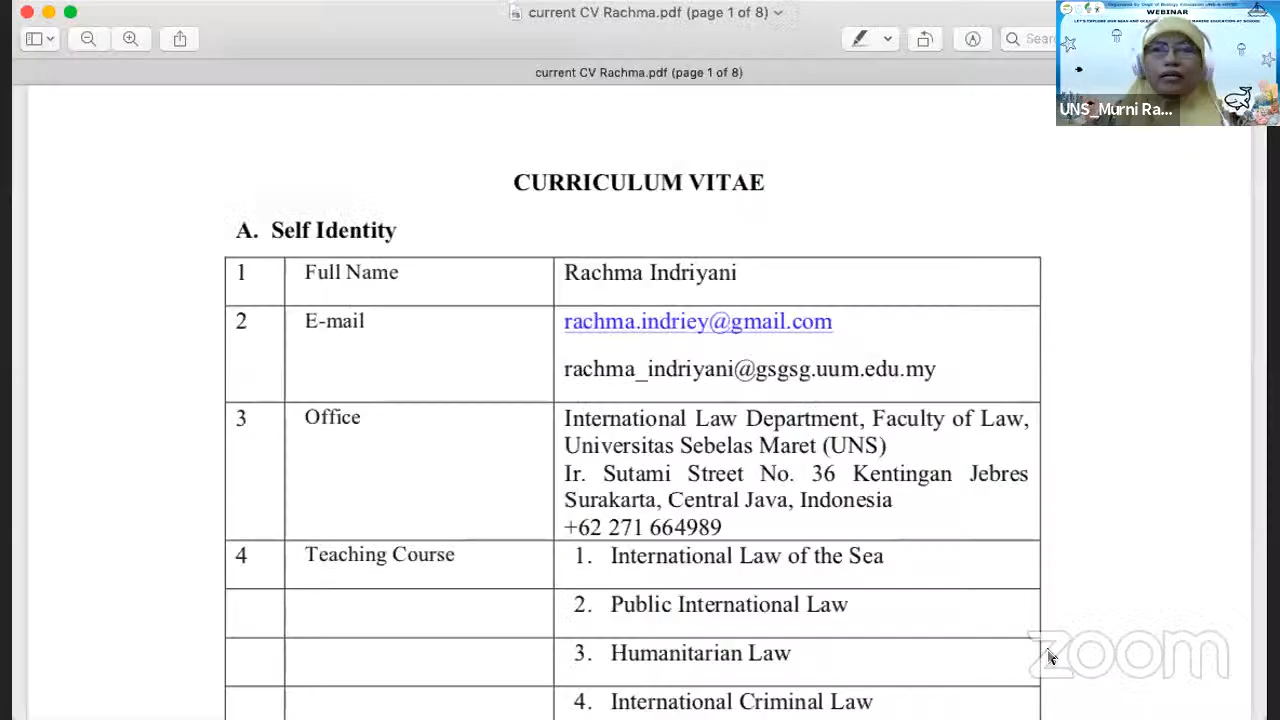 current CV Rachma.pdf (page 1 of 8)
Sear
current CV Rachma.pdf (page 1 of 8)
WEBINAR
UNS_Murni Ra...
CURRICULUM VITAE
A. Self Identity
1 Full Name Rachma Indriyani
2 E-mail rachma.indriey@gmail.com
rachma_indriyani@gsgsg.uum.edu.my
3 Office International Law Department, Faculty of Law,
Universitas Sebelas Maret (UNS)
Ir. Sutami Street No. 36 Kentingan Jebres
Surakarta, Central Java, Indonesia
+62 271 664989
4 Teaching Course 1. International Law of the Sea
2. Public International Law
3. Humanitarian Law
4. International Criminal Law
zoom